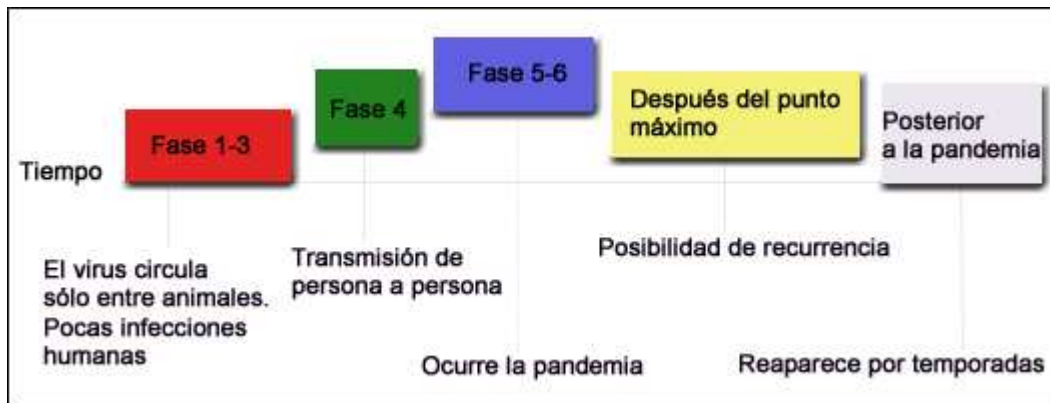 Tiempo
Fase 1-3
Fase 4
Fase 5-6
Después del punto
máximo
Posterior
a la pandemia
El virus circula
sólo entre animales.
Pocas infecciones
humanas
Transmisión de
persona a persona
Ocurre la pandemia
Posibilidad de recurrencia
Reaparece por temporadas